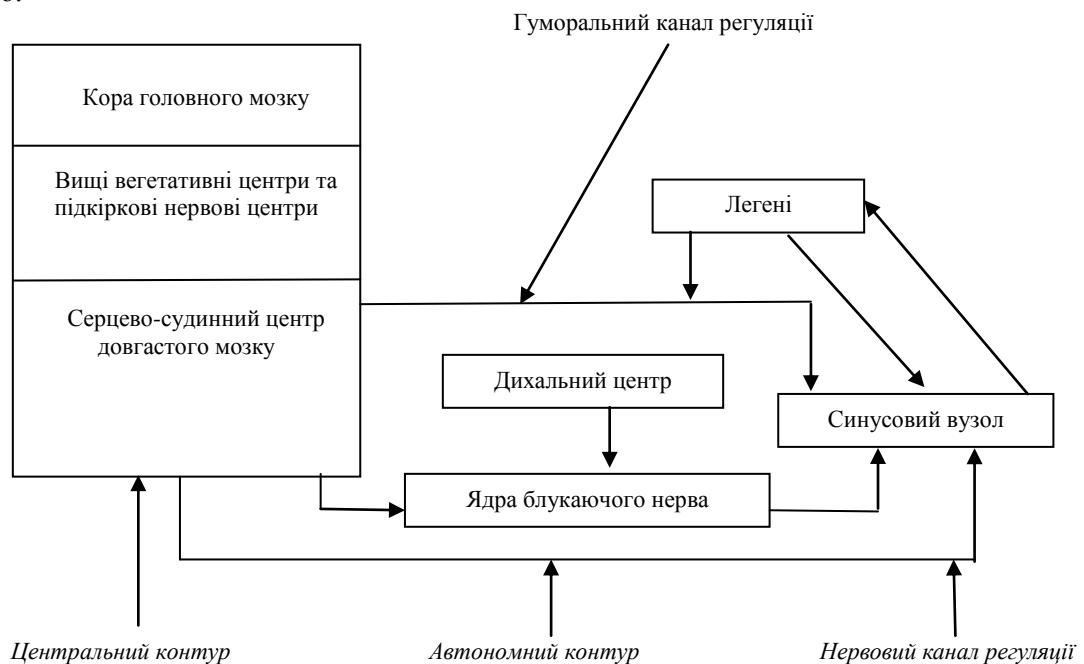 Гуморальний канал регуляції
Кора головного мозку
Вищі вегетативні центри та
підкіркові нервові центри
Легені
Серцево-судинний центр
довгастого мозку
Дихальний центр
Синусовий вузол
Ядра блукаючого нерва
Центральний контур
Автономний контур
Нервовий канал регуляції